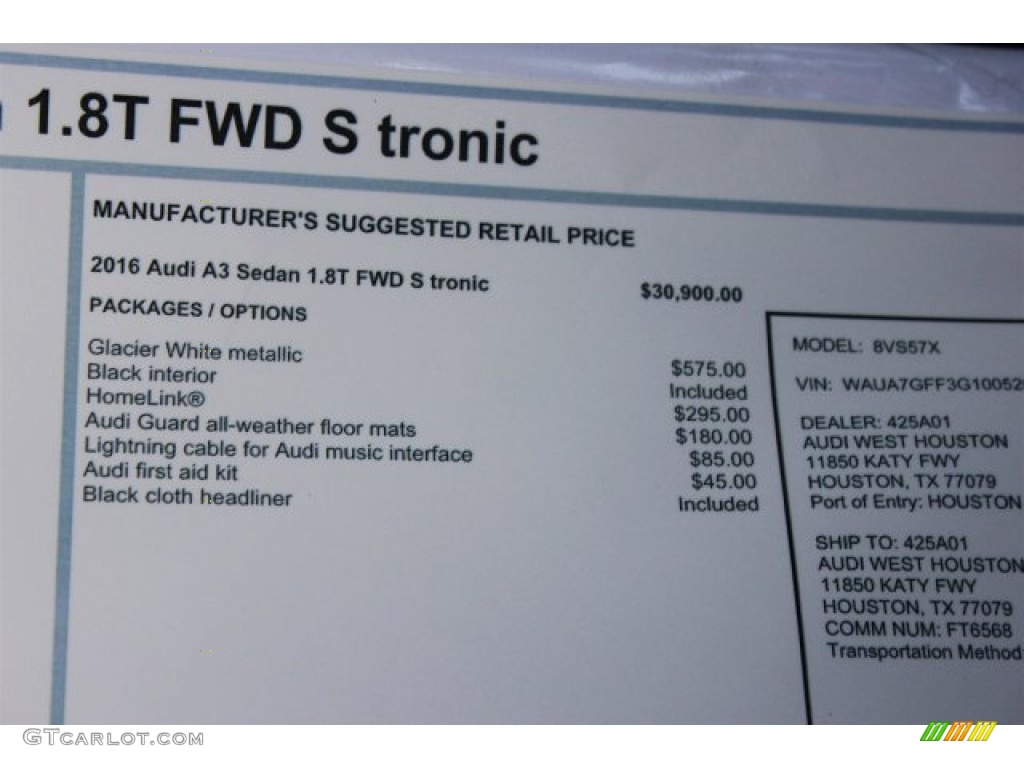 1.8T FWD S tronic
MANUFACTURER'S SUGGESTED RETAIL PRICE
2016 Audi A3 Sedan 1.8T FWD S tronic $30,900.00
PACKAGES / OPTIONS
Glacier White metallic $575.00
Black interior Included
HomeLink® $295.00
Audi Guard all-weather floor mats $180.00
Lightning cable for Audi music interface $85.00
Audi first aid kit $45.00
Black cloth headliner Included
MODEL: 8VS57X
VIN: WAUA7GFF3G10052
DEALER: 425A01
AUDI WEST HOUSTON
11850 KATY FWY
HOUSTON, TX 77079
Port of Entry: HOUSTON
SHIP TO: 425A01
AUDI WEST HOUSTON
11850 KATY FWY
HOUSTON, TX 77079
COMM NUM: FT6568
Transportation Method:
GTcarlot.com